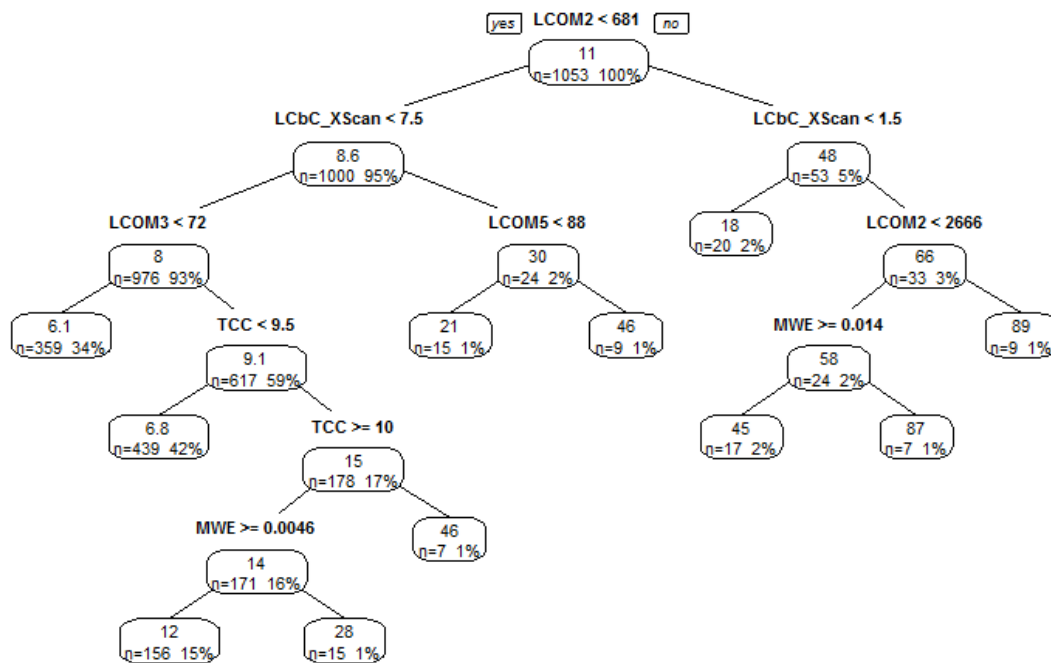 yes LCOM2 < 681 no
11
n=1053 100%
LCbC_XScan < 7.5 LCbC_XScan < 1.5
8.6 48
n=1000 95% n=53 5%
LCOM3 < 72 LCOM5 < 88 18 LCOM2 < 2666
n=20 2%
8 30 66
n=976 93% n=24 2% n=33 3%
6.1 TCC < 9.5 21 46 MWE >= 0.014 89
n=359 34% n=15 1% n=9 1% n=9 1%
9.1 58
n=617 59% n=24 2%
6.8 TCC >= 10 45 87
n=439 42% n=17 2% n=7 1%
15
n=178 17%
MWE >= 0.0046 46
n=7 1%
14
n=171 16%
12 28
n=156 15% n=15 1%